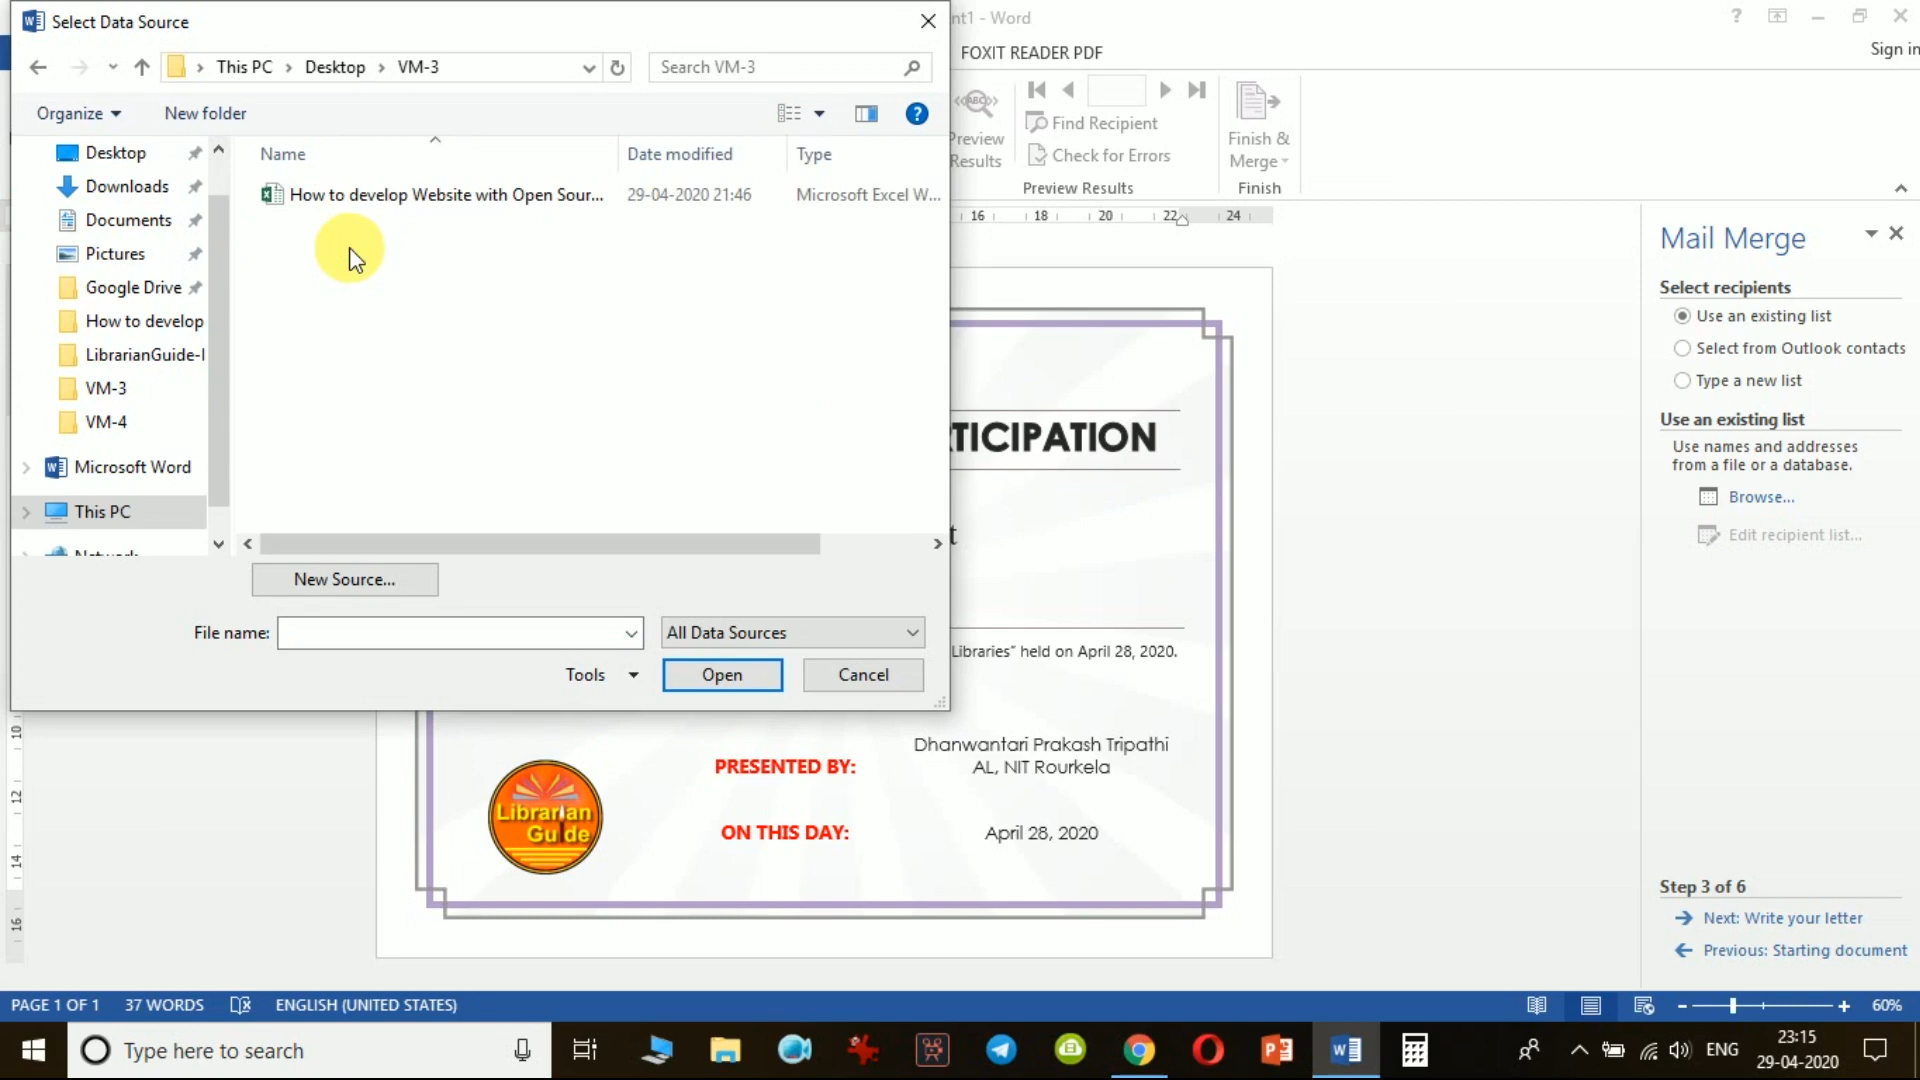 Select Data Source
nt1 - Word
?
FOXIT READER PDF
Sign in
This PC
Desktop
VM-3
Search VM-3
Organize
New folder
?
Preview
Results
Find Recipient
Check for Errors
Preview Results
Finish &
Merge
Finish
Desktop
Downloads
Documents
Pictures
Google Drive
How to develop
LibrarianGuide-I
VM-3
VM-4
Microsoft Word
This PC
Network
Name
Date modified
Type
How to develop Website with Open Sour...
29-04-2020 21:46
Microsoft Excel W...
16 18 20 22 24
New Source...
File name:
All Data Sources
Tools
Open
Cancel
TICIPATION
t
Libraries" held on April 28, 2020.
PRESENTED BY:
Dhanwantari Prakash Tripathi
AL, NIT Rourkela
ON THIS DAY:
April 28, 2020
Librarian
Guide
10
12
14
16
Mail Merge
Select recipients
Use an existing list
Select from Outlook contacts
Type a new list
Use an existing list
Use names and addresses
from a file or a database.
Browse...
Edit recipient list...
Step 3 of 6
Next: Write your letter
Previous: Starting document
PAGE 1 OF 1
37 WORDS
ENGLISH (UNITED STATES)
60%
Type here to search
ENG
23:15
29-04-2020